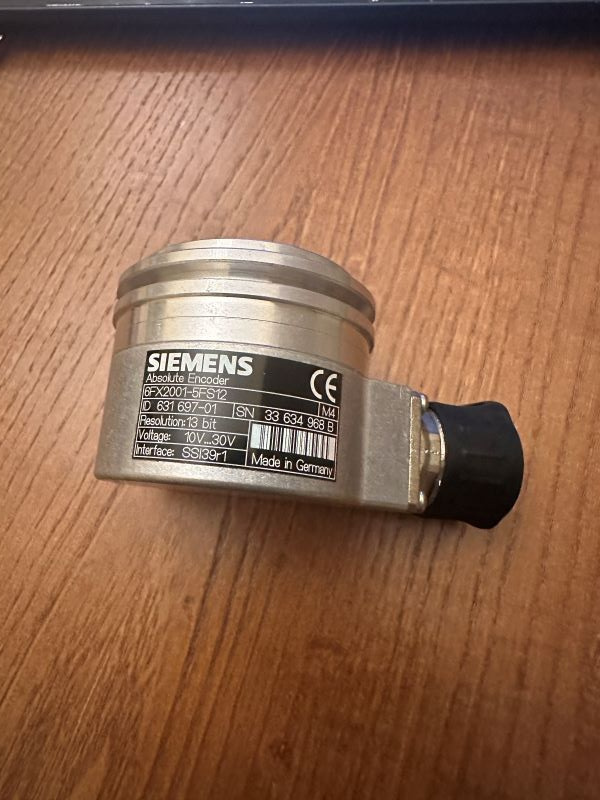 SIEMENS
Absolute Encoder
CE
6FX2001-5FS12
M4
ID 631 697-01 SN 33 634 968 B
Resolution: 13 bit
Voltage: 10V...30V
Interface: SSI39r1
Made in Germany